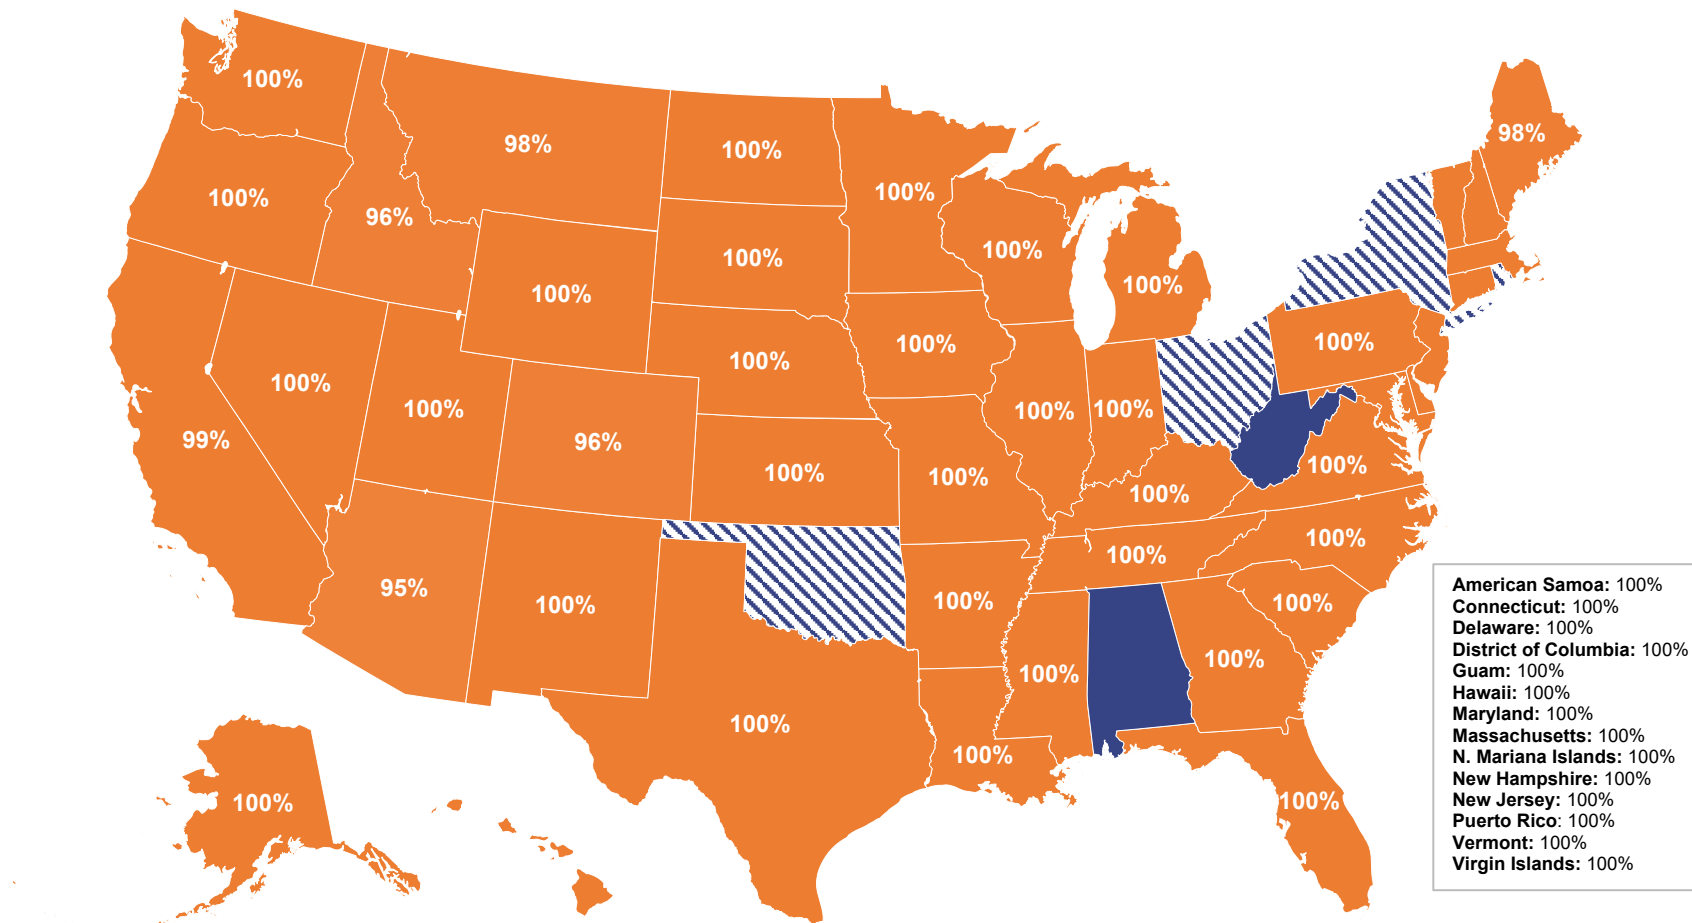 100%
98%
98%
100%
100%
100%
100%
96%
100%
100%
100%
100%
100%
100%
100%
100%
100%
99%
100%
96%
100%
100%
100%
100%
100%
100%
100%
100%
95%
100%
100%
100%
100%
100%
100%
100%
100%
100%
American Samoa: 100%
Connecticut: 100%
Delaware: 100%
District of Columbia: 100%
Guam: 100%
Hawaii: 100%
Maryland: 100%
Massachusetts: 100%
N. Mariana Islands: 100%
New Hampshire: 100%
New Jersey: 100%
Puerto Rico: 100%
Vermont: 100%
Virgin Islands: 100%